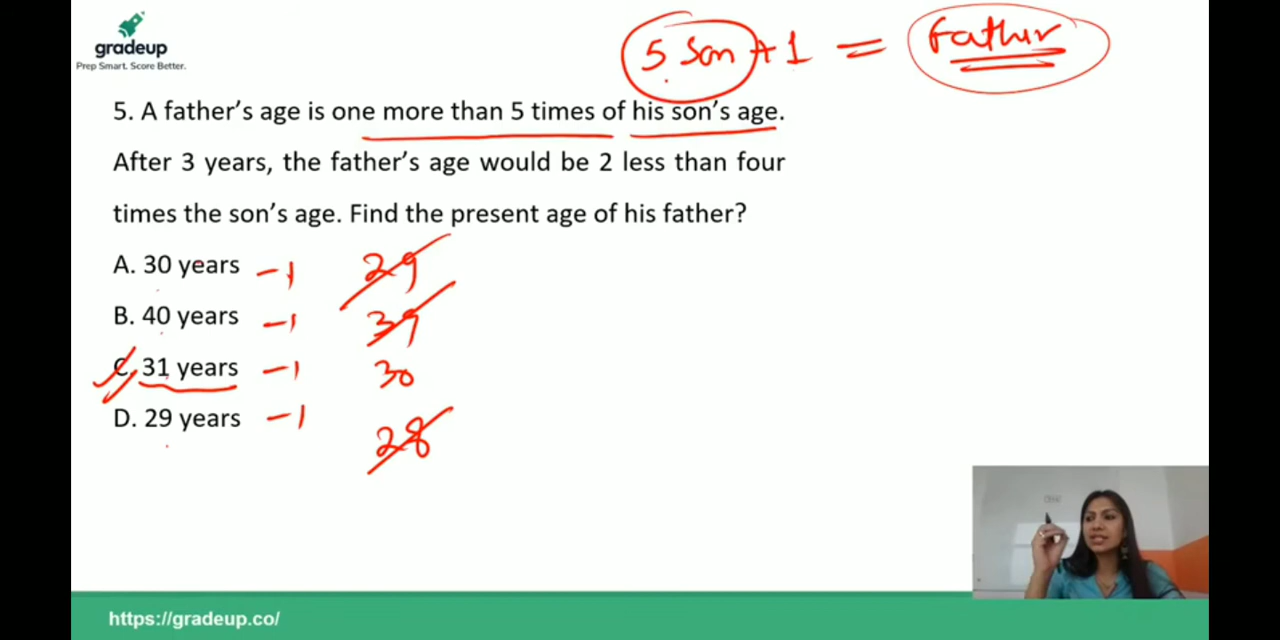 gradeup
Prep Smart. Score Better.
5 Son + 1 = Father
5. A father's age is one more than 5 times of his son's age.
After 3 years, the father's age would be 2 less than four
times the son's age. Find the present age of his father?
A. 30 years -1 29
B. 40 years -1 39
C. 31 years -1 30
D. 29 years -1 28
https://gradeup.co/